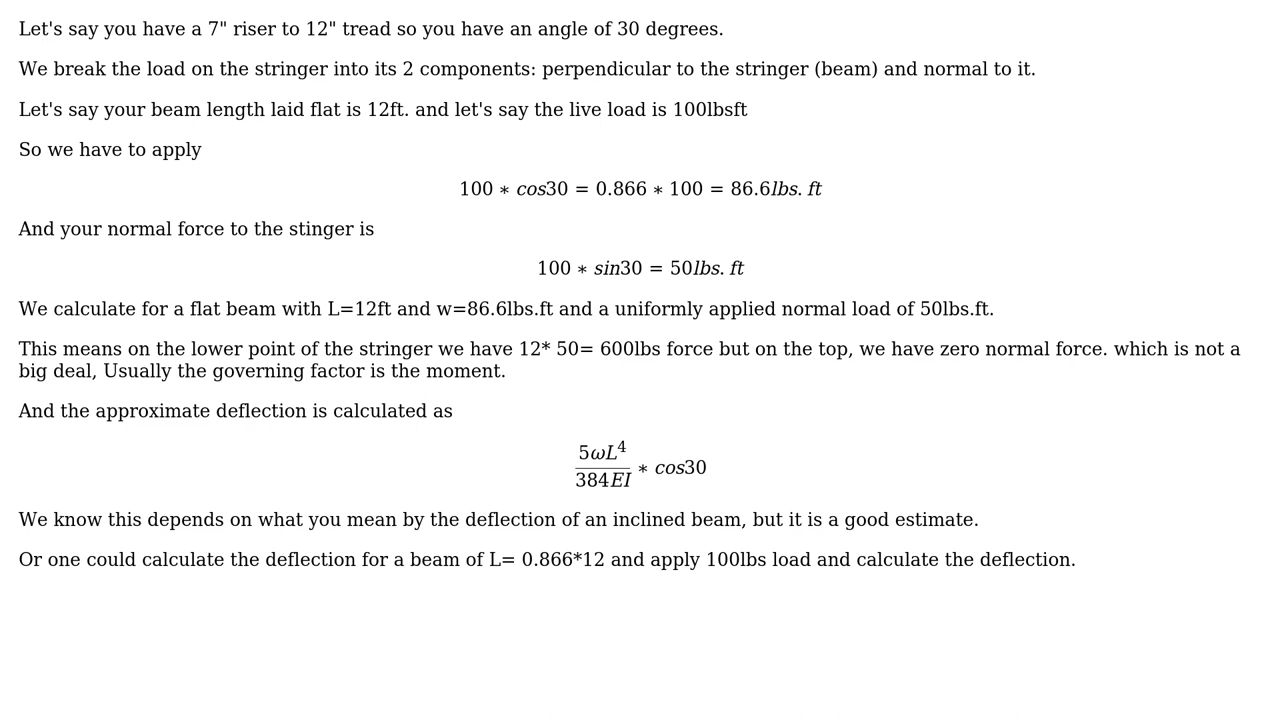 Let's say you have a 7" riser to 12" tread so you have an angle of 30 degrees.
We break the load on the stringer into its 2 components: perpendicular to the stringer (beam) and normal to it.
Let's say your beam length laid flat is 12ft. and let's say the live load is 100lbsft
So we have to apply
100 ∗ cos30 = 0.866 ∗ 100 = 86.6lbs. ft
And your normal force to the stinger is
100 ∗ sin30 = 50lbs. ft
We calculate for a flat beam with L=12ft and w=86.6lbs.ft and a uniformly applied normal load of 50lbs.ft.
This means on the lower point of the stringer we have 12* 50= 600lbs force but on the top, we have zero normal force. which is not a
big deal, Usually the governing factor is the moment.
And the approximate deflection is calculated as
5ωL⁴/384EI ∗ cos30
We know this depends on what you mean by the deflection of an inclined beam, but it is a good estimate.
Or one could calculate the deflection for a beam of L= 0.866*12 and apply 100lbs load and calculate the deflection.